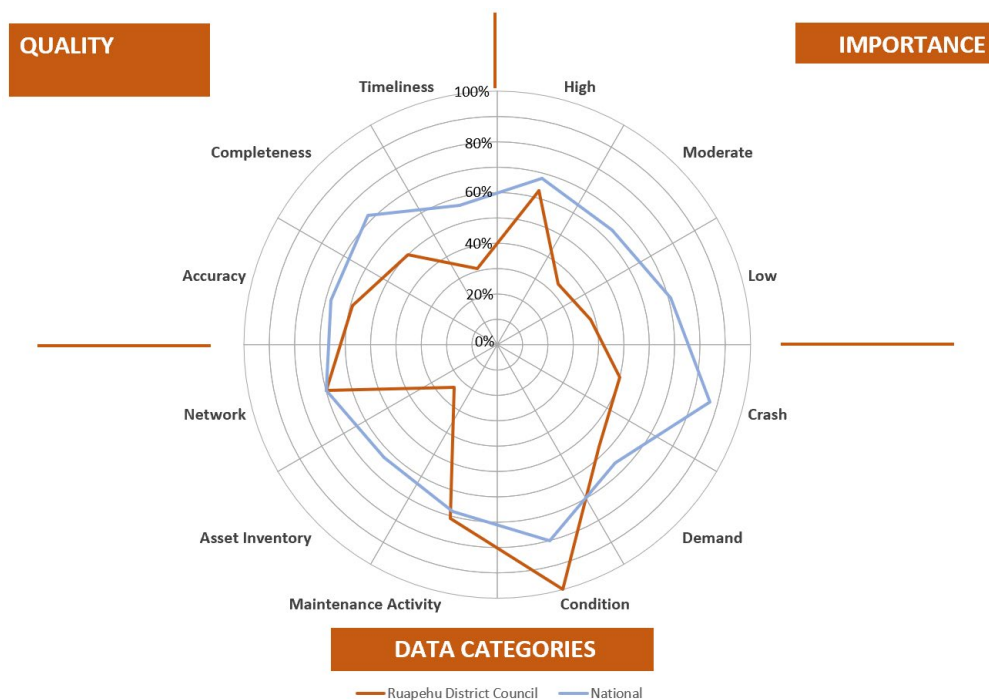 QUALITY
IMPORTANCE
Timeliness
100%
High
Completeness
80%
Moderate
60%
Accuracy
40%
Low
20%
0%
Network
Crash
Asset Inventory
Demand
Maintenance Activity
Condition
DATA CATEGORIES
Ruapehu District Council
National